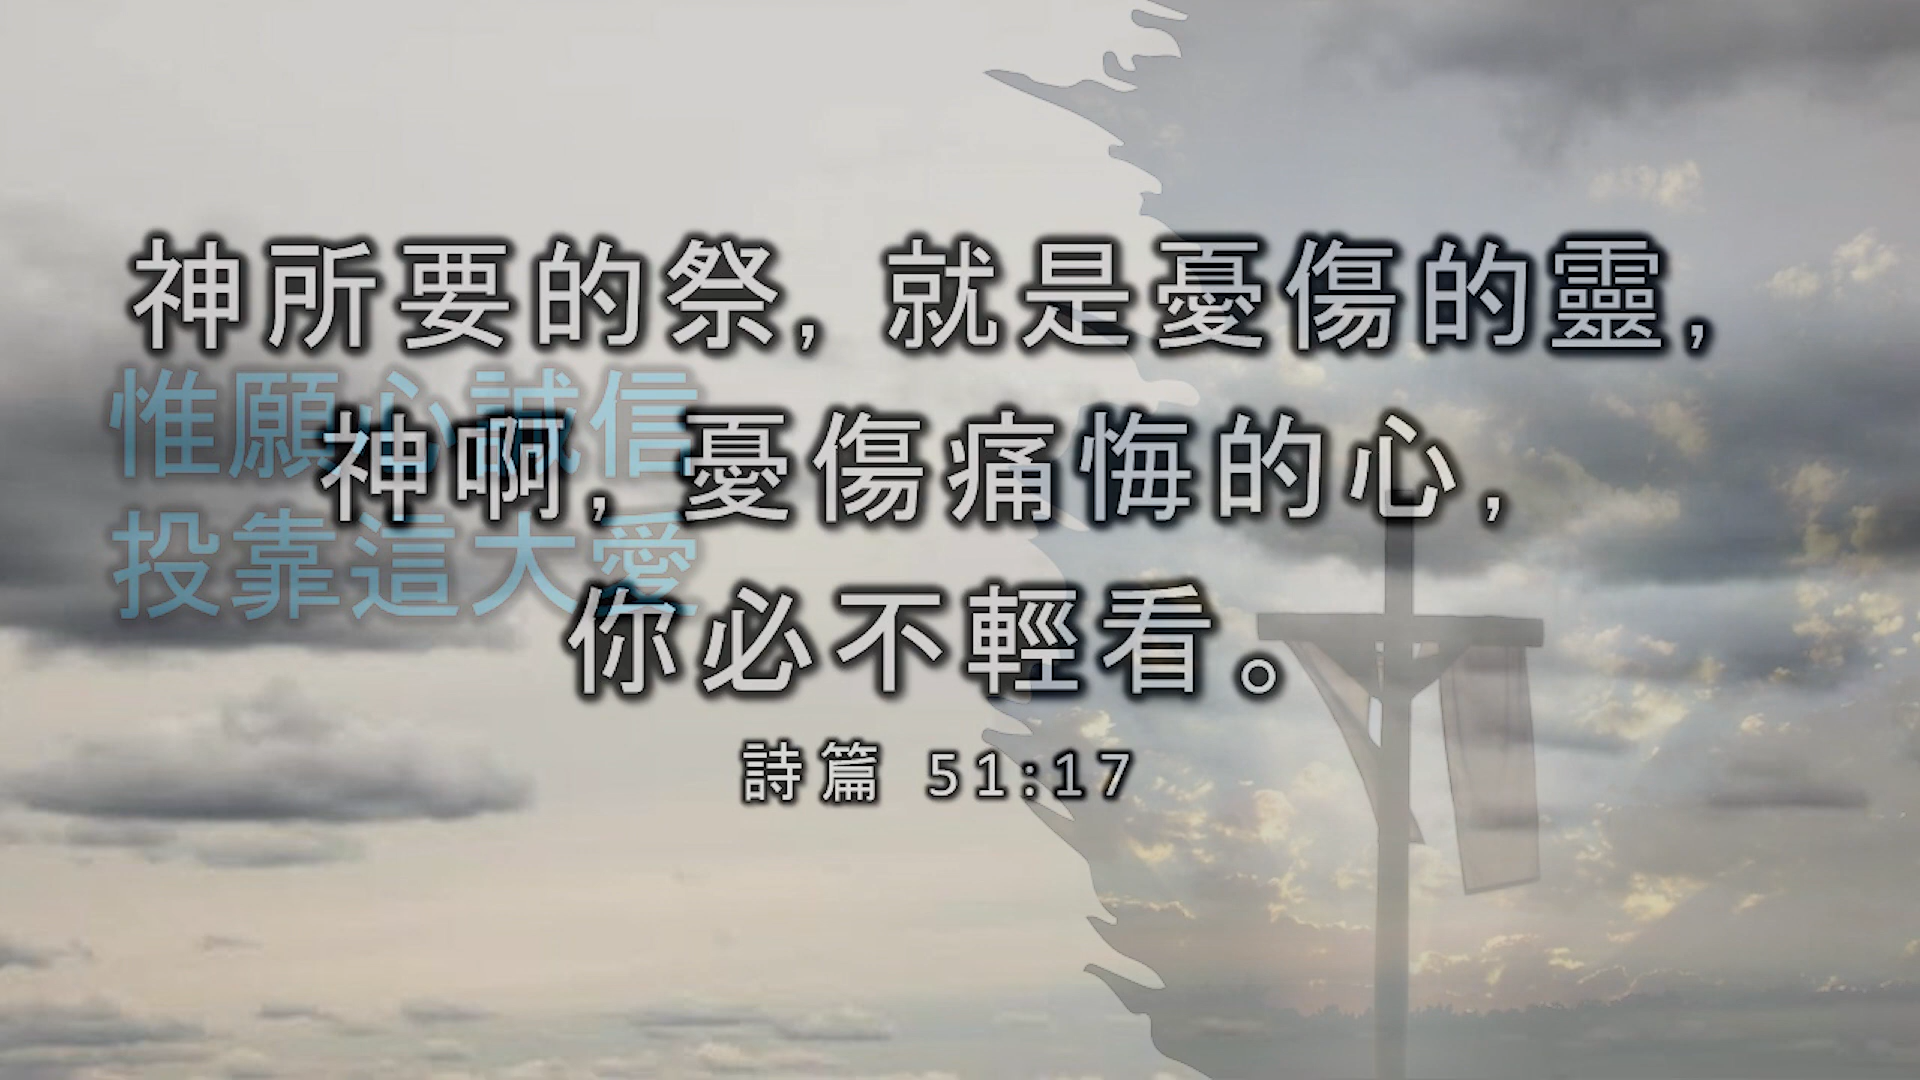 神所要的祭, 就是憂傷的靈,
惟願心誠信
神啊, 憂傷痛悔的心,
投靠這大愛
你必不輕看。
詩篇 51:17